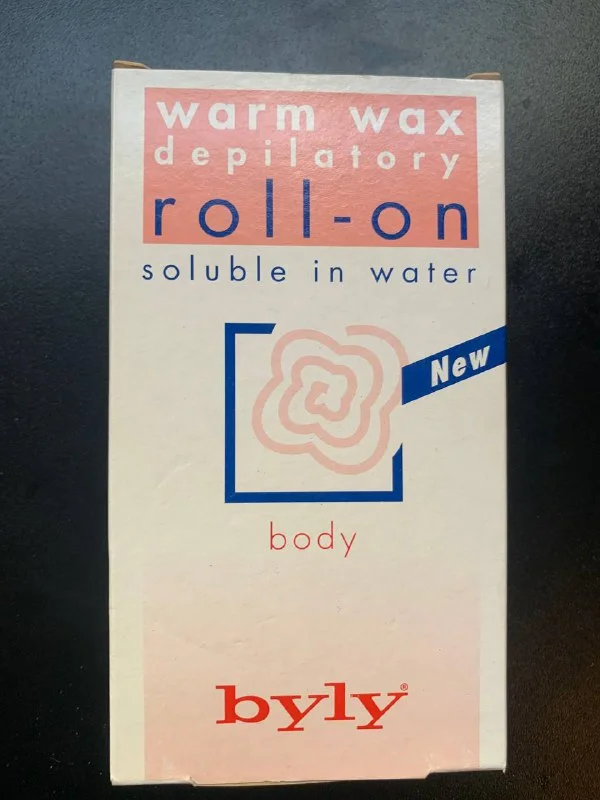 warm wax
depilatory
roll-on
soluble in water
New
body
byly®